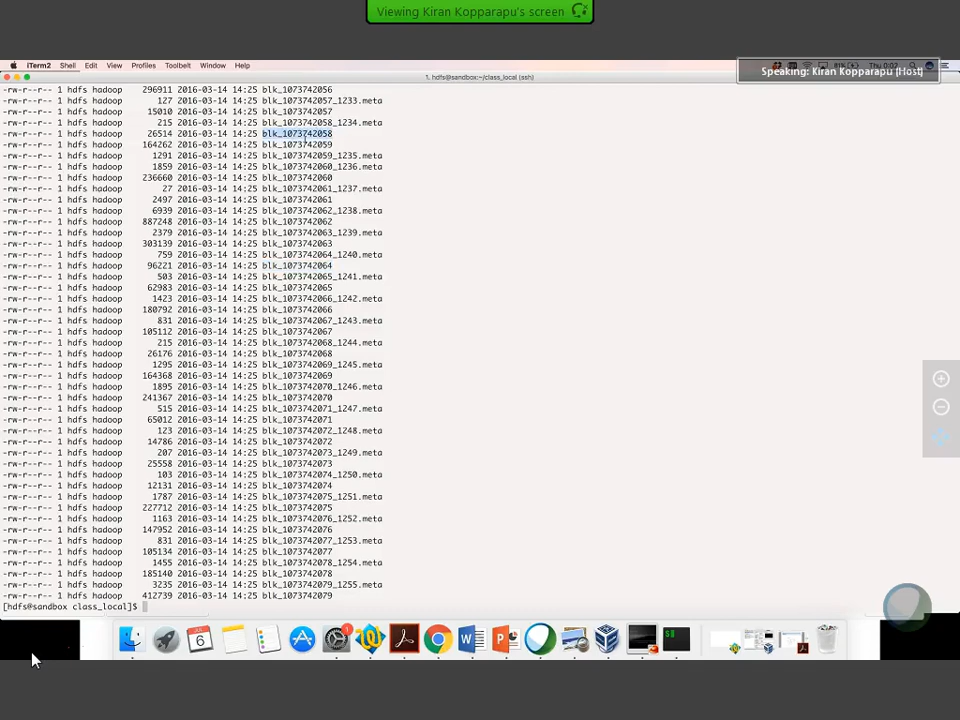 Viewing Kiran Kopparapu's screen
iTerm2 Shell Edit View Profiles Toolbelt Window Help
81% Thu 0:02
Speaking: Kiran Kopparapu (Host)
1. hdfs@sandbox:~/class_local (ssh)
-rw-r--r-- 1 hdfs hadoop 296911 2016-03-14 14:25 blk_1073742056
-rw-r--r-- 1 hdfs hadoop 127 2016-03-14 14:25 blk_1073742057_1233.meta
-rw-r--r-- 1 hdfs hadoop 15010 2016-03-14 14:25 blk_1073742057
-rw-r--r-- 1 hdfs hadoop 215 2016-03-14 14:25 blk_1073742058_1234.meta
-rw-r--r-- 1 hdfs hadoop 26514 2016-03-14 14:25 blk_1073742058
-rw-r--r-- 1 hdfs hadoop 164262 2016-03-14 14:25 blk_1073742059
-rw-r--r-- 1 hdfs hadoop 1291 2016-03-14 14:25 blk_1073742059_1235.meta
-rw-r--r-- 1 hdfs hadoop 1859 2016-03-14 14:25 blk_1073742060_1236.meta
-rw-r--r-- 1 hdfs hadoop 236660 2016-03-14 14:25 blk_1073742060
-rw-r--r-- 1 hdfs hadoop 27 2016-03-14 14:25 blk_1073742061_1237.meta
-rw-r--r-- 1 hdfs hadoop 2497 2016-03-14 14:25 blk_1073742061
-rw-r--r-- 1 hdfs hadoop 6939 2016-03-14 14:25 blk_1073742062_1238.meta
-rw-r--r-- 1 hdfs hadoop 887248 2016-03-14 14:25 blk_1073742062
-rw-r--r-- 1 hdfs hadoop 2379 2016-03-14 14:25 blk_1073742063_1239.meta
-rw-r--r-- 1 hdfs hadoop 303139 2016-03-14 14:25 blk_1073742063
-rw-r--r-- 1 hdfs hadoop 759 2016-03-14 14:25 blk_1073742064_1240.meta
-rw-r--r-- 1 hdfs hadoop 96221 2016-03-14 14:25 blk_1073742064
-rw-r--r-- 1 hdfs hadoop 503 2016-03-14 14:25 blk_1073742065_1241.meta
-rw-r--r-- 1 hdfs hadoop 62983 2016-03-14 14:25 blk_1073742065
-rw-r--r-- 1 hdfs hadoop 1423 2016-03-14 14:25 blk_1073742066_1242.meta
-rw-r--r-- 1 hdfs hadoop 180792 2016-03-14 14:25 blk_1073742066
-rw-r--r-- 1 hdfs hadoop 831 2016-03-14 14:25 blk_1073742067_1243.meta
-rw-r--r-- 1 hdfs hadoop 105112 2016-03-14 14:25 blk_1073742067
-rw-r--r-- 1 hdfs hadoop 215 2016-03-14 14:25 blk_1073742068_1244.meta
-rw-r--r-- 1 hdfs hadoop 26176 2016-03-14 14:25 blk_1073742068
-rw-r--r-- 1 hdfs hadoop 1295 2016-03-14 14:25 blk_1073742069_1245.meta
-rw-r--r-- 1 hdfs hadoop 164368 2016-03-14 14:25 blk_1073742069
-rw-r--r-- 1 hdfs hadoop 1895 2016-03-14 14:25 blk_1073742070_1246.meta
-rw-r--r-- 1 hdfs hadoop 241367 2016-03-14 14:25 blk_1073742070
-rw-r--r-- 1 hdfs hadoop 515 2016-03-14 14:25 blk_1073742071_1247.meta
-rw-r--r-- 1 hdfs hadoop 65012 2016-03-14 14:25 blk_1073742071
-rw-r--r-- 1 hdfs hadoop 123 2016-03-14 14:25 blk_1073742072_1248.meta
-rw-r--r-- 1 hdfs hadoop 14786 2016-03-14 14:25 blk_1073742072
-rw-r--r-- 1 hdfs hadoop 207 2016-03-14 14:25 blk_1073742073_1249.meta
-rw-r--r-- 1 hdfs hadoop 25558 2016-03-14 14:25 blk_1073742073
-rw-r--r-- 1 hdfs hadoop 103 2016-03-14 14:25 blk_1073742074_1250.meta
-rw-r--r-- 1 hdfs hadoop 12131 2016-03-14 14:25 blk_1073742074
-rw-r--r-- 1 hdfs hadoop 1787 2016-03-14 14:25 blk_1073742075_1251.meta
-rw-r--r-- 1 hdfs hadoop 227712 2016-03-14 14:25 blk_1073742075
-rw-r--r-- 1 hdfs hadoop 1163 2016-03-14 14:25 blk_1073742076_1252.meta
-rw-r--r-- 1 hdfs hadoop 147952 2016-03-14 14:25 blk_1073742076
-rw-r--r-- 1 hdfs hadoop 831 2016-03-14 14:25 blk_1073742077_1253.meta
-rw-r--r-- 1 hdfs hadoop 105134 2016-03-14 14:25 blk_1073742077
-rw-r--r-- 1 hdfs hadoop 1455 2016-03-14 14:25 blk_1073742078_1254.meta
-rw-r--r-- 1 hdfs hadoop 185140 2016-03-14 14:25 blk_1073742078
-rw-r--r-- 1 hdfs hadoop 3235 2016-03-14 14:25 blk_1073742079_1255.meta
-rw-r--r-- 1 hdfs hadoop 412739 2016-03-14 14:25 blk_1073742079
[hdfs@sandbox class_local]$
6
1